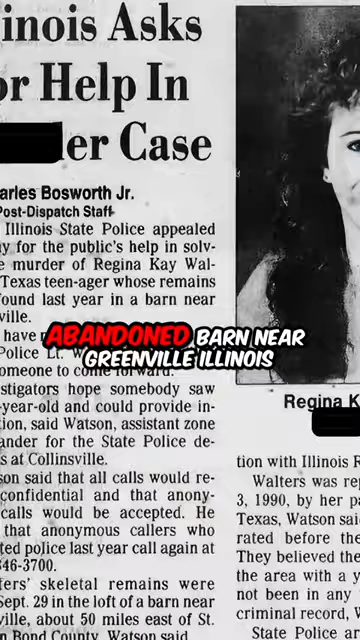 inois Asks
or Help In
er Case
arles Bosworth Jr.
Post-Dispatch Staff
Illinois State Police appealed
y for the public's help in solv-
e murder of Regina Kay Wal-
Texas teen-ager whose remains
ound last year in a barn near
ville.
have
ABANDONED BARN NEAR
GREENVILLE ILLINOIS
Police Lt. W
omeone to come forward.
stigators hope somebody saw
-year-old and could provide in-
tion, said Watson, assistant zone
ander for the State Police de-
s at Collinsville.
son said that all calls would re-
confidential and that anony-
calls would be accepted. He
that anonymous callers who
ted police last year call again at
346-3700.
ters' skeletal remains were
Sept. 29 in the loft of a barn near
ville, about 50 miles east of St.
n Bond County, Watson said.
Regina K
tion with Illinois R
Walters was rep
3, 1990, by her pa
Texas, Watson said
rated before the
They believed the
the area with a y
not been in any
criminal record, W
State Police